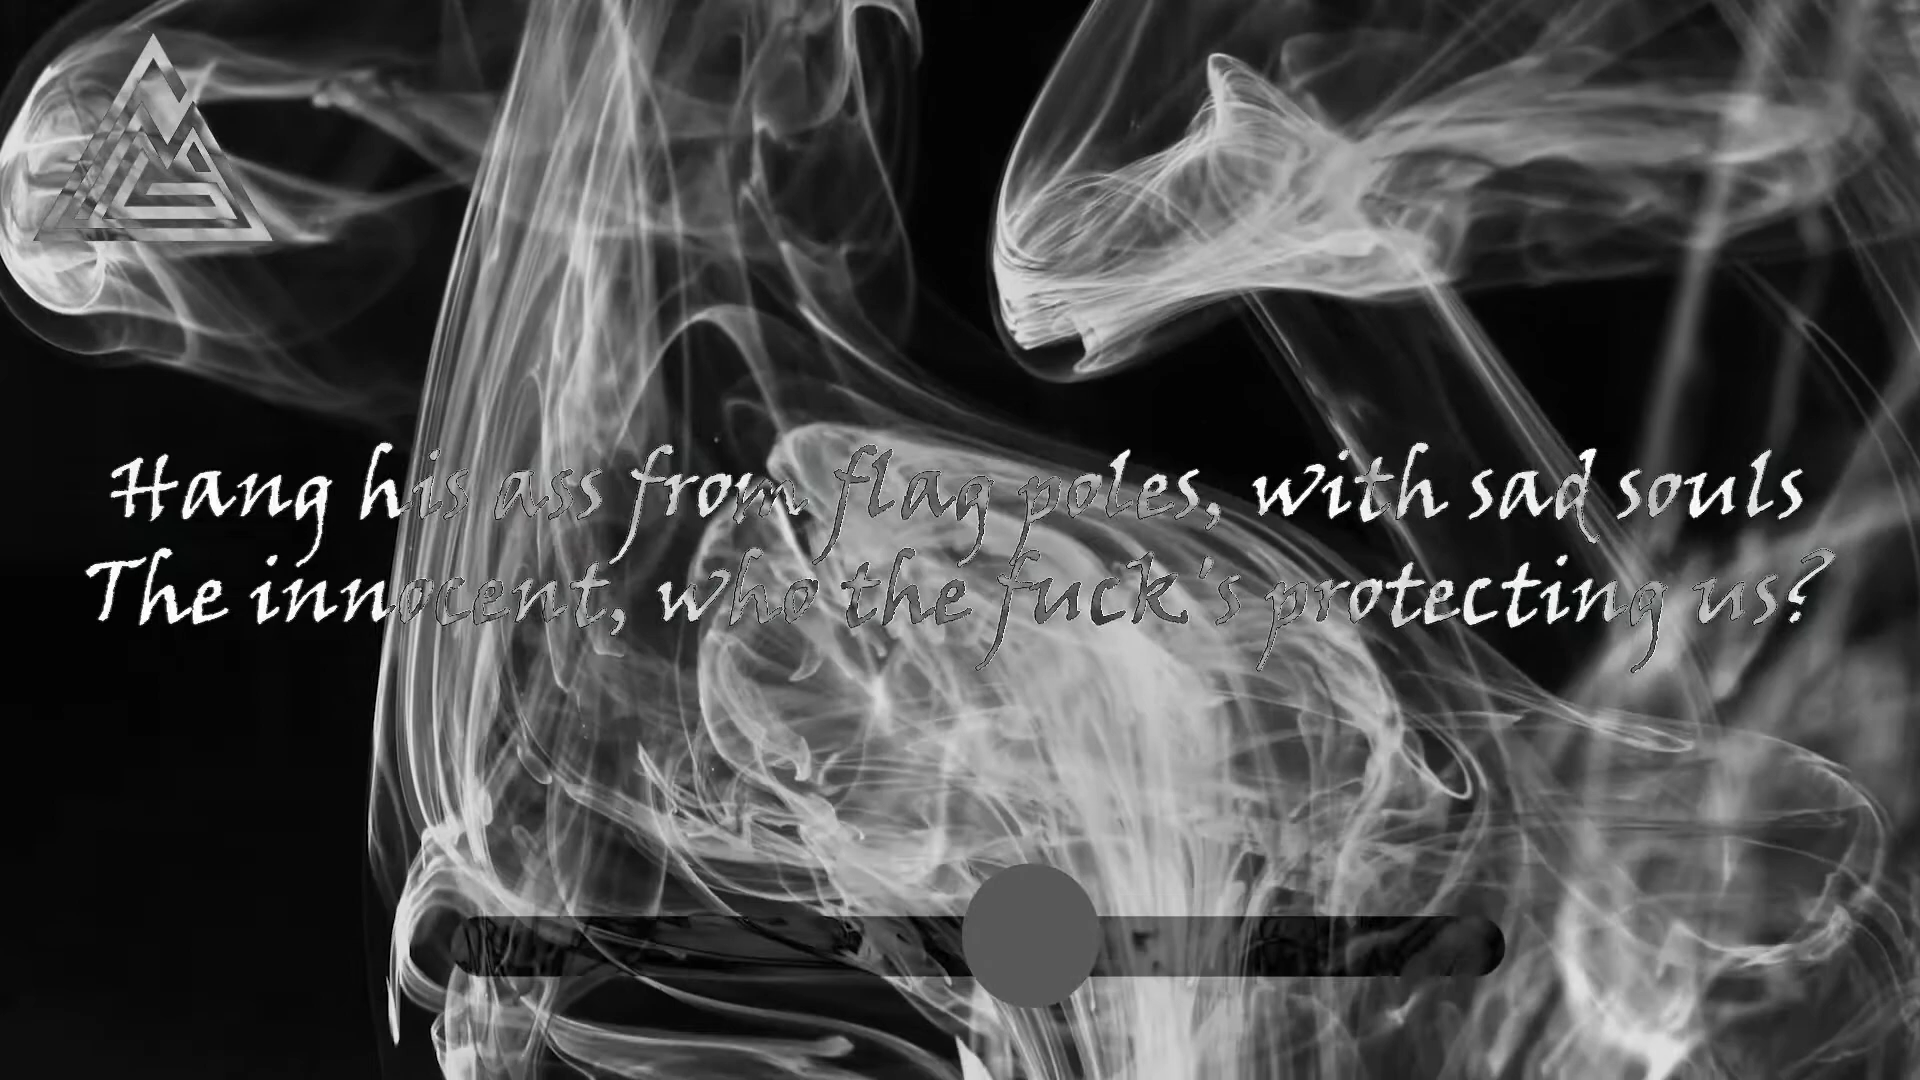 Hang his ass from flag poles, with sad souls
The innocent, who the fuck's protecting us?